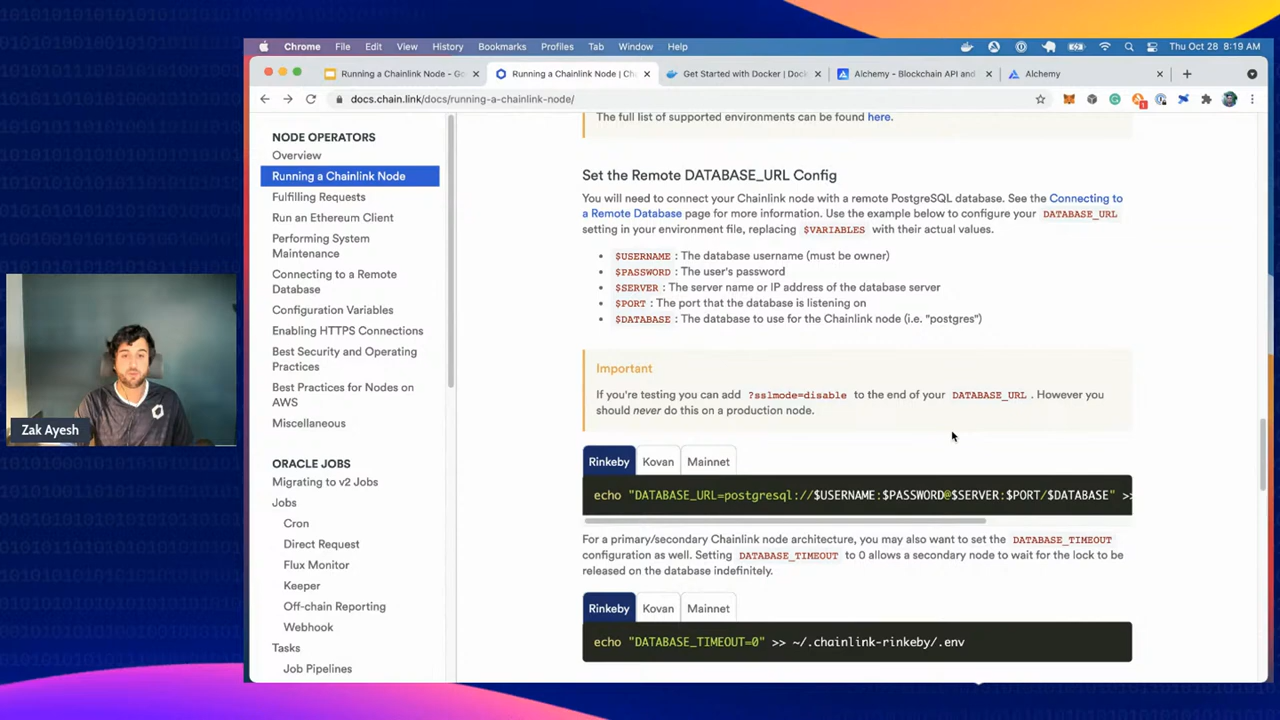 Chrome File Edit View History Bookmarks Profiles Tab Window Help Thu Oct 28 8:19 AM
Running a Chainlink Node - Go
Running a Chainlink Node | Ch
Get Started with Docker | Dock
Alchemy - Blockchain API and
Alchemy
docs.chain.link/docs/running-a-chainlink-node/
NODE OPERATORS
Overview
Running a Chainlink Node
Fulfilling Requests
Run an Ethereum Client
Performing System
Maintenance
Connecting to a Remote
Database
Configuration Variables
Enabling HTTPS Connections
Best Security and Operating
Practices
Best Practices for Nodes on
AWS
Miscellaneous
ORACLE JOBS
Migrating to v2 Jobs
Jobs
Cron
Direct Request
Flux Monitor
Keeper
Off-chain Reporting
Webhook
Tasks
Job Pipelines
The full list of supported environments can be found here.
Set the Remote DATABASE_URL Config
You will need to connect your Chainlink node with a remote PostgreSQL database. See the Connecting to
a Remote Database page for more information. Use the example below to configure your DATABASE_URL
setting in your environment file, replacing $VARIABLES with their actual values.
• $USERNAME : The database username (must be owner)
• $PASSWORD : The user's password
• $SERVER : The server name or IP address of the database server
• $PORT : The port that the database is listening on
• $DATABASE : The database to use for the Chainlink node (i.e. "postgres")
Important
If you're testing you can add ?sslmode=disable to the end of your DATABASE_URL . However you
should never do this on a production node.
Rinkeby Kovan Mainnet
echo "DATABASE_URL=postgresql://$USERNAME:$PASSWORD@$SERVER:$PORT/$DATABASE" >>
For a primary/secondary Chainlink node architecture, you may also want to set the DATABASE_TIMEOUT
configuration as well. Setting DATABASE_TIMEOUT to 0 allows a secondary node to wait for the lock to be
released on the database indefinitely.
Rinkeby Kovan Mainnet
echo "DATABASE_TIMEOUT=0" >> ~/.chainlink-rinkeby/.env
Zak Ayesh